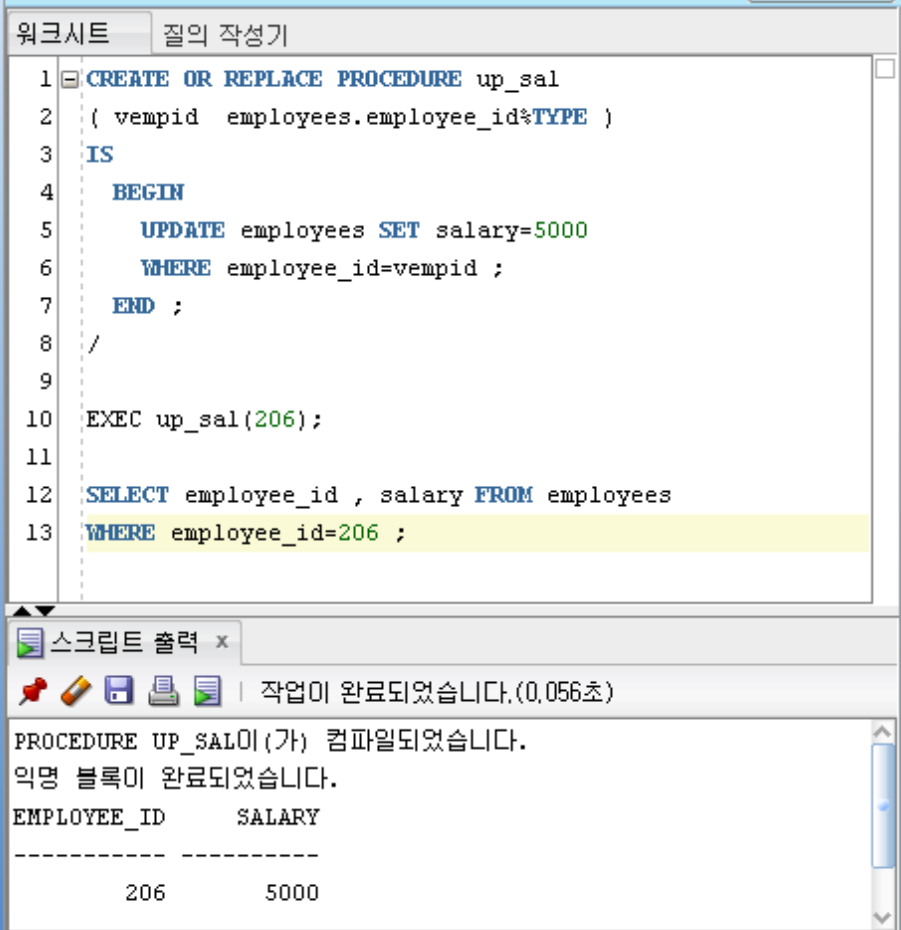 워크시트 질의 작성기
1 CREATE OR REPLACE PROCEDURE up_sal
2 ( vempid employees.employee_id%TYPE )
3 IS
4 BEGIN
5 UPDATE employees SET salary=5000
6 WHERE employee_id=vempid ;
7 END ;
8 /
9
10 EXEC up_sal(206);
11
12 SELECT employee_id , salary FROM employees
13 WHERE employee_id=206 ;
스크립트 출력 x
작업이 완료되었습니다.(0.056초)
PROCEDURE UP_SAL이(가) 컴파일되었습니다.
익명 블록이 완료되었습니다.
EMPLOYEE_ID SALARY
----------- ----------
206 5000